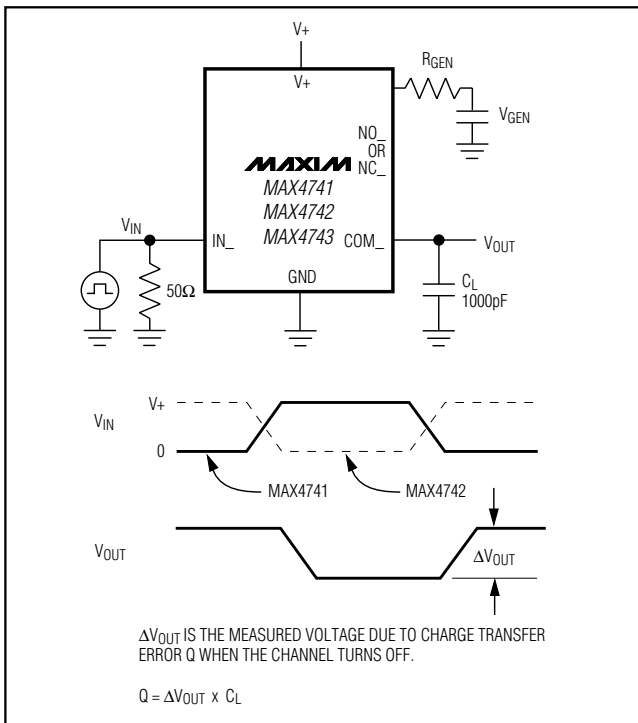 V+
V+
RGEN
VGEN
NO_
OR
NC_
MAXIM
MAX4741
MAX4742
MAX4743
VIN
IN_
COM_
VOUT
50Ω
GND
CL
1000pF
VIN
V+
0
MAX4741
MAX4742
VOUT
ΔVOUT
ΔVOUT IS THE MEASURED VOLTAGE DUE TO CHARGE TRANSFER
ERROR Q WHEN THE CHANNEL TURNS OFF.
Q = ΔVOUT x CL